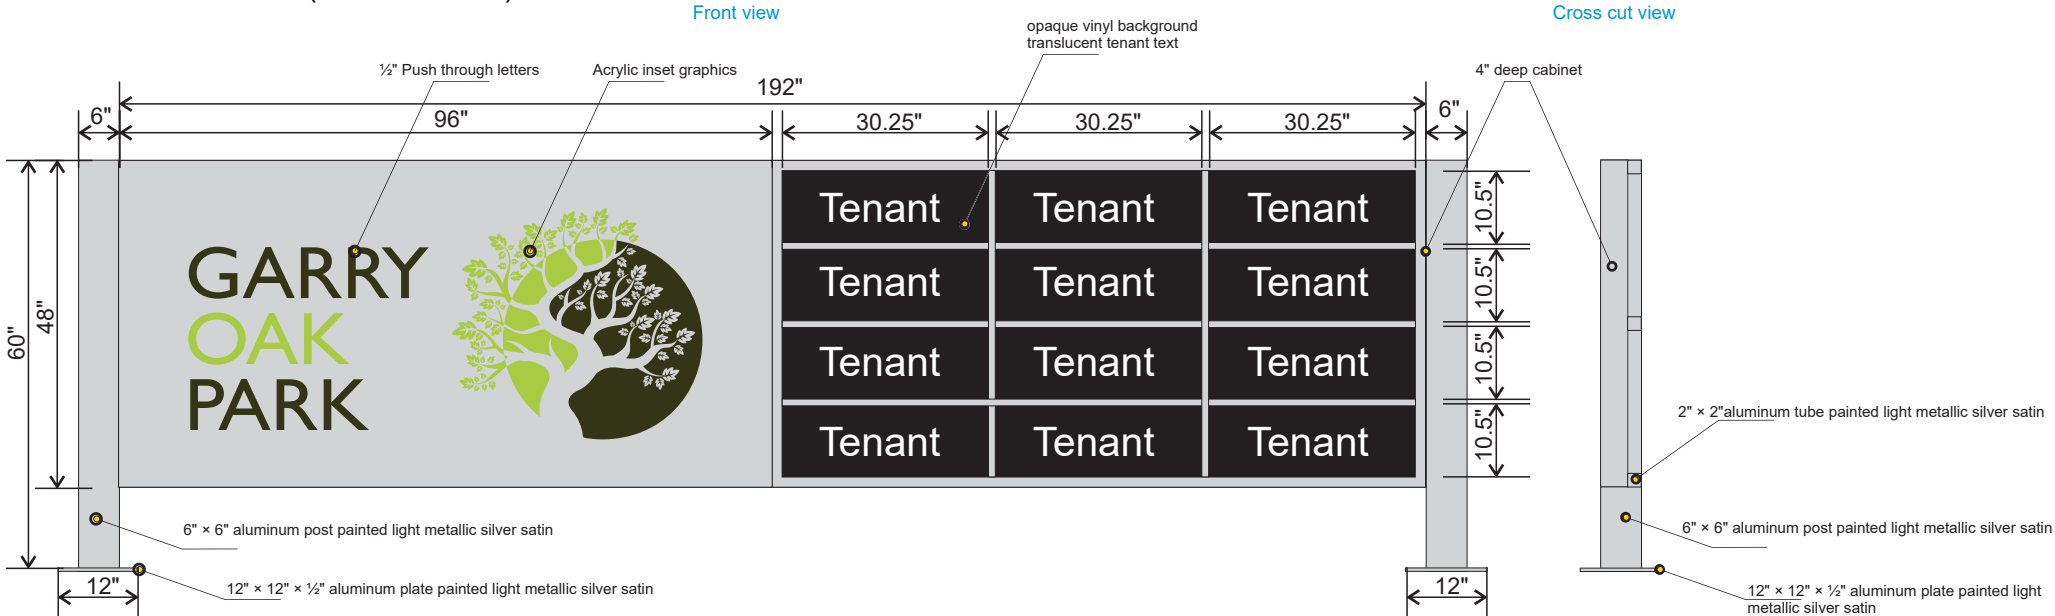 Front view
Cross cut view
opaque vinyl background
translucent tenant text
½" Push through letters
Acrylic inset graphics
4" deep cabinet
192"
6"
96"
30.25"
30.25"
30.25"
6"
60"
48"
GARRY
OAK
PARK
Tenant Tenant Tenant
Tenant Tenant Tenant
Tenant Tenant Tenant
Tenant Tenant Tenant
10.5"
10.5"
10.5"
10.5"
2" × 2"aluminum tube painted light metallic silver satin
6" × 6" aluminum post painted light metallic silver satin
6" × 6" aluminum post painted light metallic silver satin
12"
12" × 12" × ½" aluminum plate painted light metallic silver satin
12"
12" × 12" × ½" aluminum plate painted light
metallic silver satin